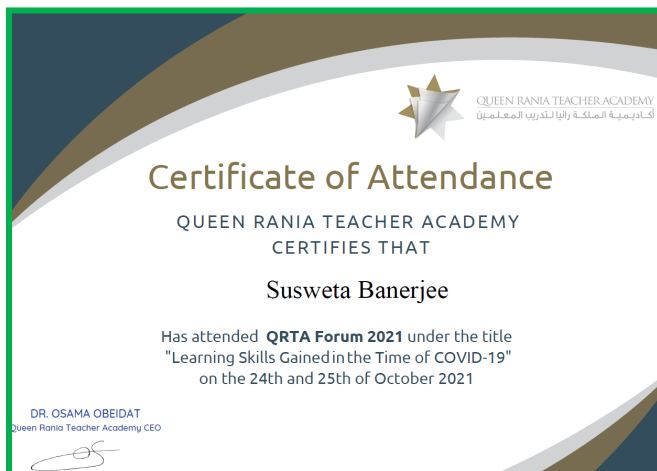 QUEEN RANIA TEACHER ACADEMY
أكاديمية الملكة رانيا لتدريب المعلمين
Certificate of Attendance
QUEEN RANIA TEACHER ACADEMY
CERTIFIES THAT
Susweta Banerjee
Has attended QRTA Forum 2021 under the title
"Learning Skills Gained in the Time of COVID-19"
on the 24th and 25th of October 2021
DR. OSAMA OBEIDAT
Queen Rania Teacher Academy CEO